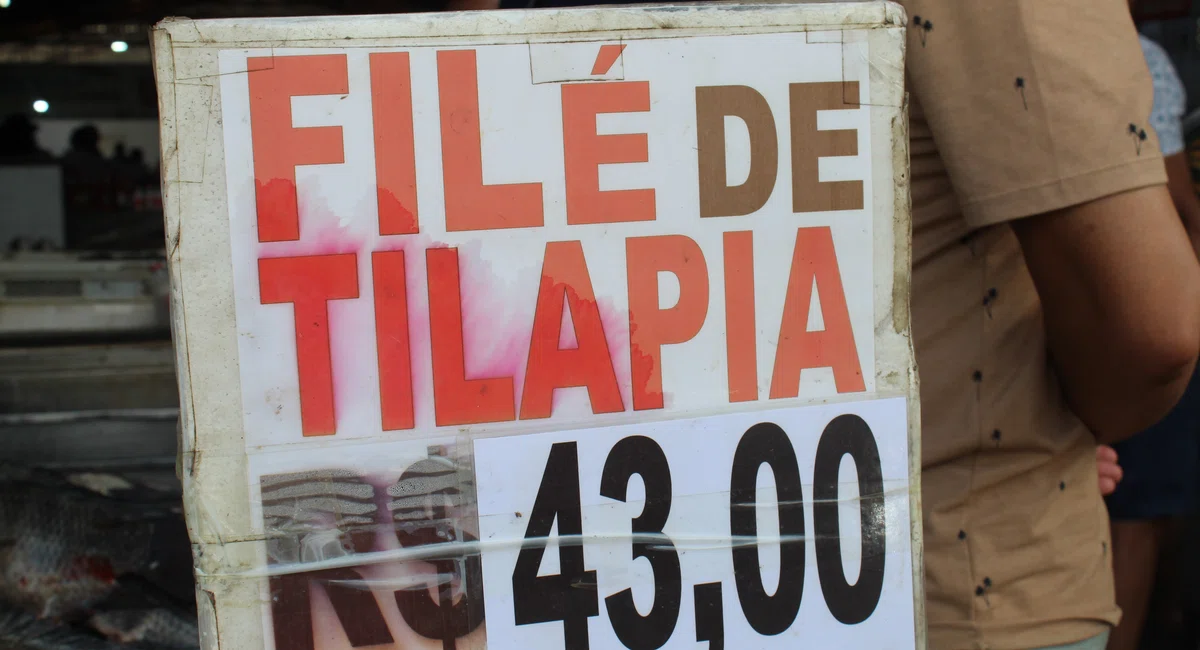 FILÉ DE
TILAPIA
R$ 43,00